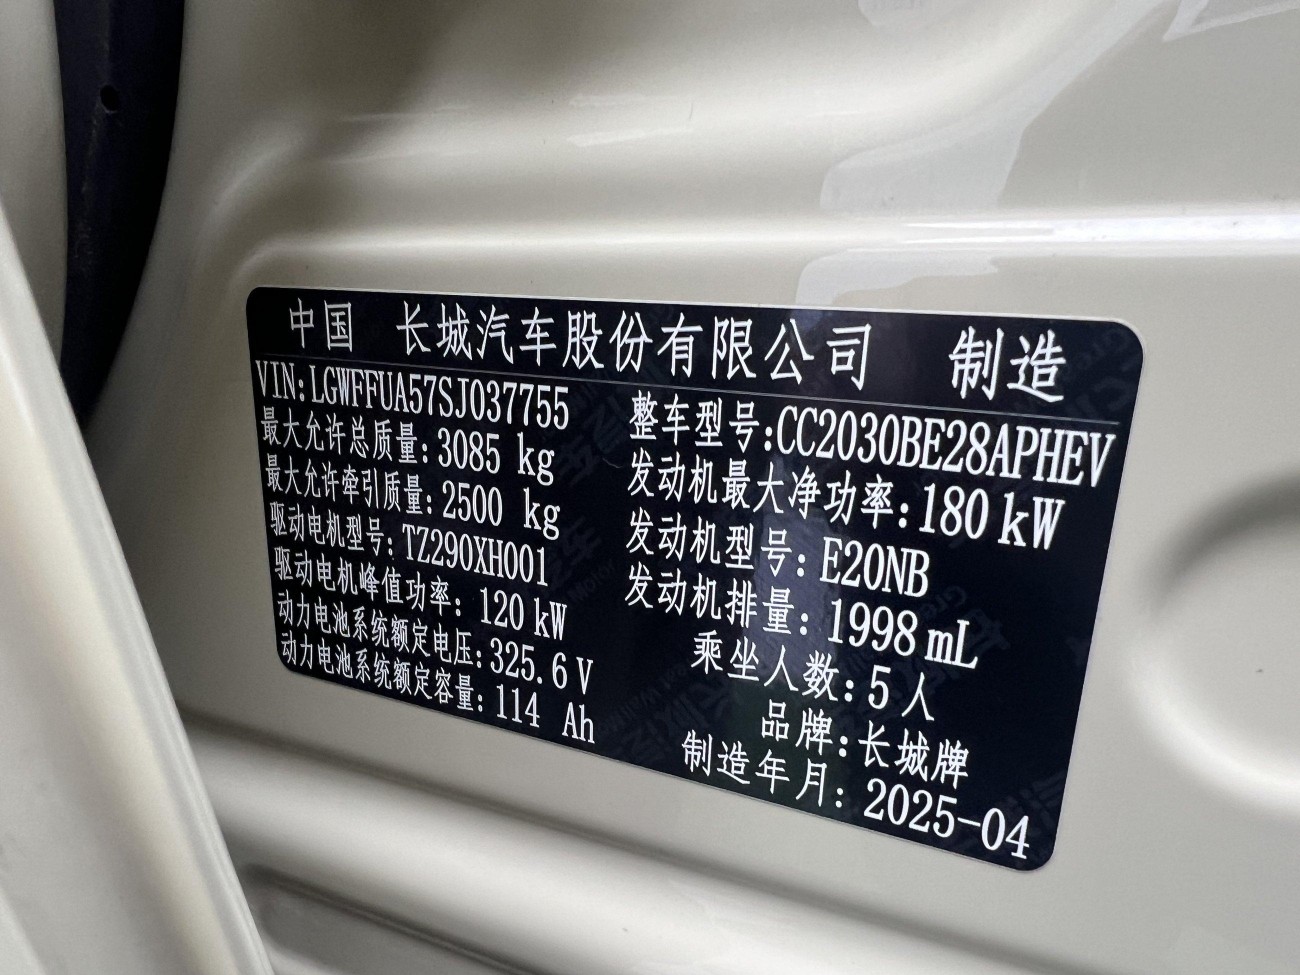 中国 长城汽车股份有限公司 制造
VIN:LGWFFUA57SJ037755
最大允许总质量:3085 kg
最大允许牵引质量:2500 kg
驱动电机型号:TZ290XH001
驱动电机峰值功率:120 kW
动力电池系统额定电压:325.6 V
动力电池系统额定容量:114 Ah
整车型号:CC2030BE28APHEV
发动机最大净功率:180 kW
发动机型号:E20NB
发动机排量:1998 mL
乘坐人数:5 人
品牌:长城牌
制造年月:2025-04